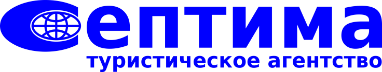 Септима
туристическое агентство